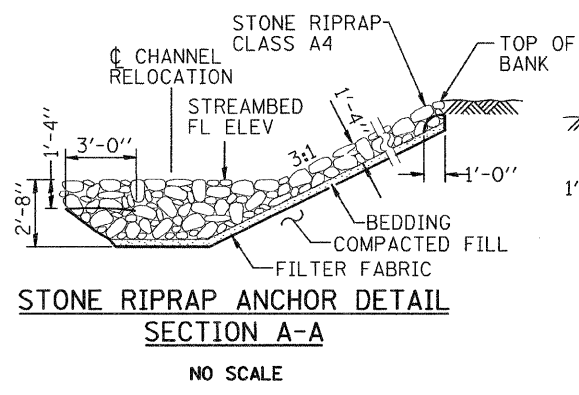 STONE RIPRAP
CLASS A4
TOP OF
BANK
℄ CHANNEL
RELOCATION
STREAMBED
FL ELEV
1'-4"
3'-0"
1'-4"
3:1
2'-8"
1'-0"
1'
BEDDING
COMPACTED FILL
FILTER FABRIC
STONE RIPRAP ANCHOR DETAIL
SECTION A-A
NO SCALE